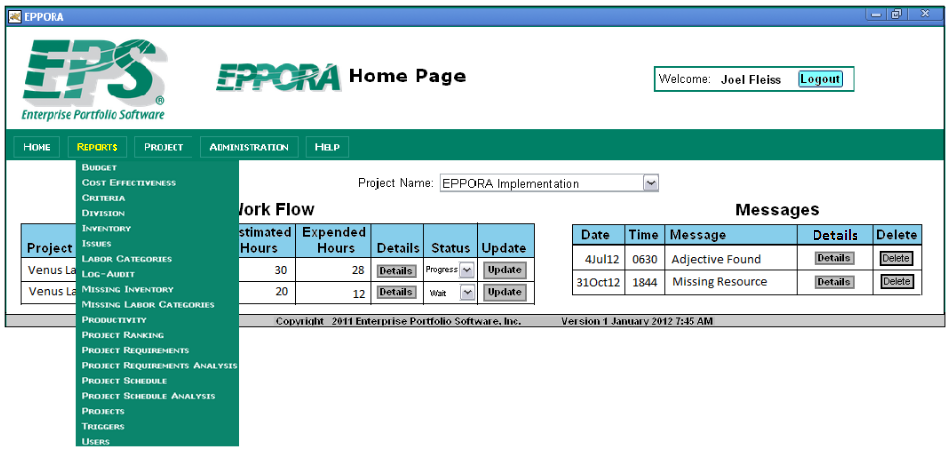 EPPORA
EPS
®
Enterprise Portfolio Software
EPPORA Home Page
Welcome: Joel Fleiss Logout
HOME REPORTS PROJECT ADMINISTRATION HELP
BUDGET
COST EFFECTIVENESS
CRITERIA
DIVISION
INVENTORY
ISSUES
LABOR CATEGORIES
LOG-AUDIT
MISSING INVENTORY
MISSING LABOR CATEGORIES
PRODUCTIVITY
PROJECT RANKING
PROJECT REQUIREMENTS
PROJECT REQUIREMENTS ANALYSIS
PROJECT SCHEDULE
PROJECT SCHEDULE ANALYSIS
PROJECTS
TRIGGERS
USERS
Project Name: EPPORA Implementation
Work Flow
Project stimated Hours Expended Hours Details Status Update
Venus La 30 28 Details Progress Update
Venus La 20 12 Details Wait Update
Messages
Date Time Message Details Delete
4Jul12 0630 Adjective Found Details Delete
31Oct12 1844 Missing Resource Details Delete
Copyright 2011 Enterprise Portfolio Software, Inc. Version 1 January 2012 7:45 AM